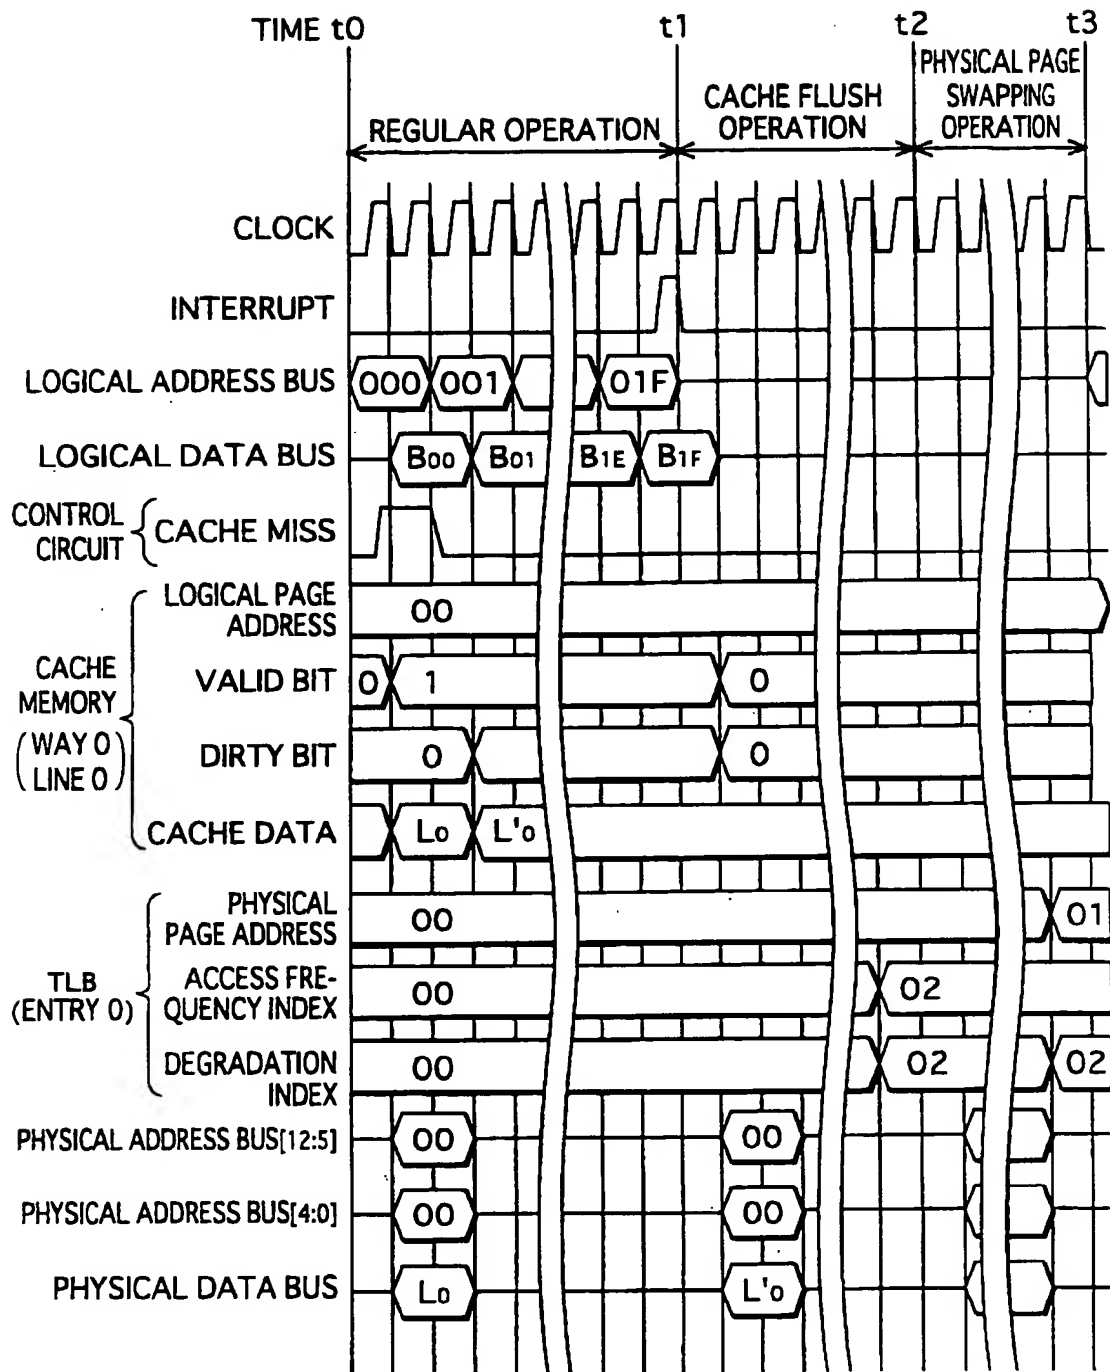 TIME t0 t1 t2 t3
REGULAR OPERATION
CACHE FLUSH
OPERATION
PHYSICAL PAGE
SWAPPING
OPERATION
CLOCK
INTERRUPT
LOGICAL ADDRESS BUS 000 001 01F
LOGICAL DATA BUS B00 B01 B1E B1F
CONTROL
CIRCUIT
CACHE MISS
CACHE
MEMORY
(WAY 0
LINE 0)
LOGICAL PAGE
ADDRESS 00
VALID BIT 0 1 0
DIRTY BIT 0 0
CACHE DATA L0 L'0
TLB
(ENTRY 0)
PHYSICAL
PAGE ADDRESS 00 01
ACCESS FRE-
QUENCY INDEX 00 02
DEGRADATION
INDEX 00 02 02
PHYSICAL ADDRESS BUS[12:5] 00 00
PHYSICAL ADDRESS BUS[4:0] 00 00
PHYSICAL DATA BUS L0 L'0